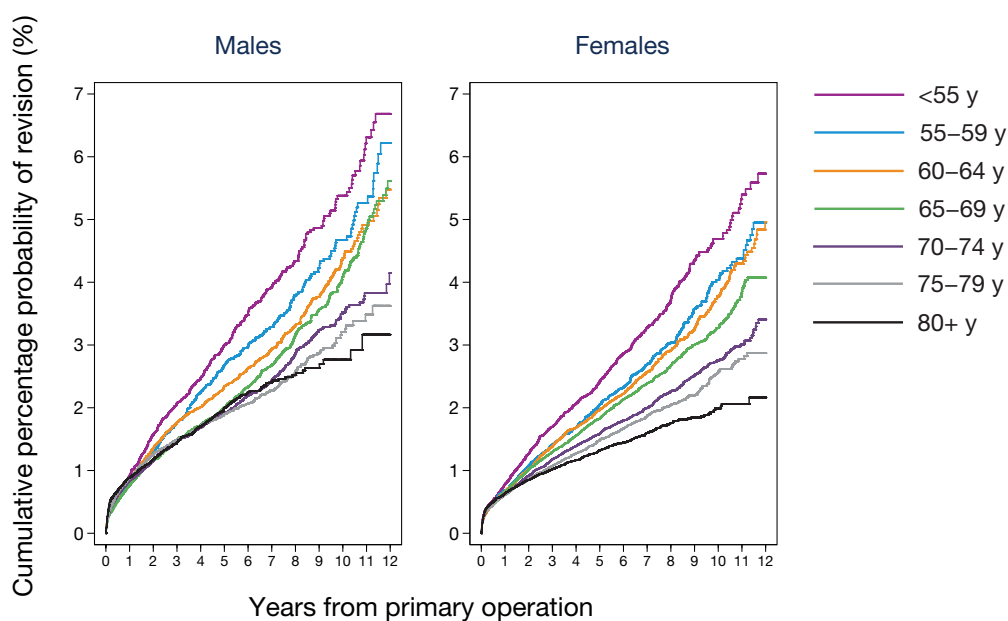 Cumulative percentage probability of revision (%)
Males
Females
7
6
5
4
3
2
1
0
0 1 2 3 4 5 6 7 8 9 10 11 12
7
6
5
4
3
2
1
0
0 1 2 3 4 5 6 7 8 9 10 11 12
<55 y
55–59 y
60–64 y
65–69 y
70–74 y
75–79 y
80+ y
Years from primary operation